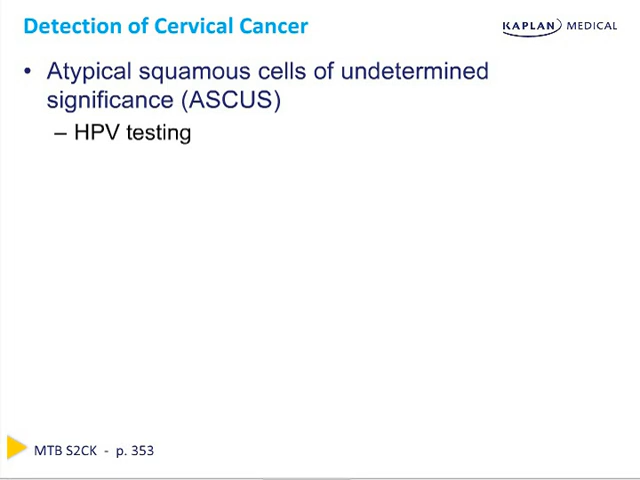 Detection of Cervical Cancer
KAPLAN MEDICAL
• Atypical squamous cells of undetermined
significance (ASCUS)
– HPV testing
MTB S2CK - p. 353